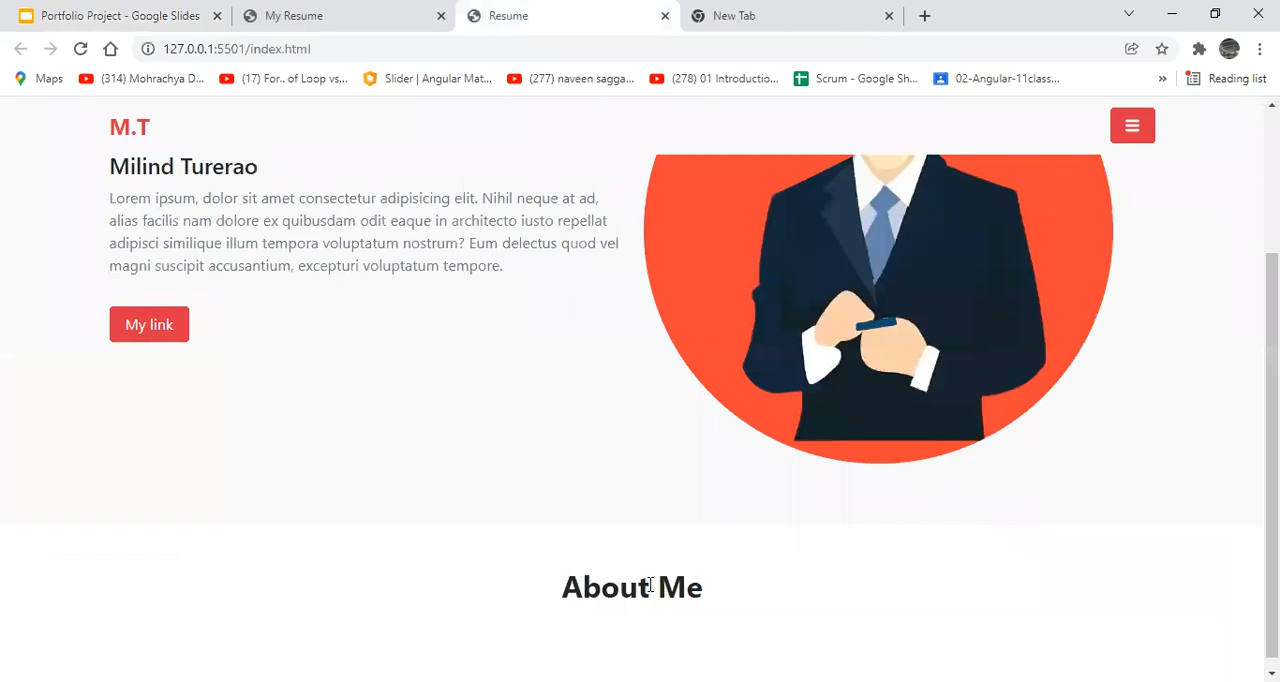 Portfolio Project - Google Slides
My Resume
Resume
New Tab
127.0.0.1:5501/index.html
Maps
(314) Mohrachya D...
(17) For.. of Loop vs...
Slider | Angular Mat...
(277) naveen sagga...
(278) 01 Introductio...
Scrum - Google Sh...
02-Angular-11class...
»
Reading list
M.T
Milind Turerao
Lorem ipsum, dolor sit amet consectetur adipisicing elit. Nihil neque at ad,
alias facilis nam dolore ex quibusdam odit eaque in architecto iusto repellat
adipisci similique illum tempora voluptatum nostrum? Eum delectus quod vel
magni suscipit accusantium, excepturi voluptatum tempore.
My link
About Me